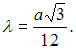 λ = a√3/12.